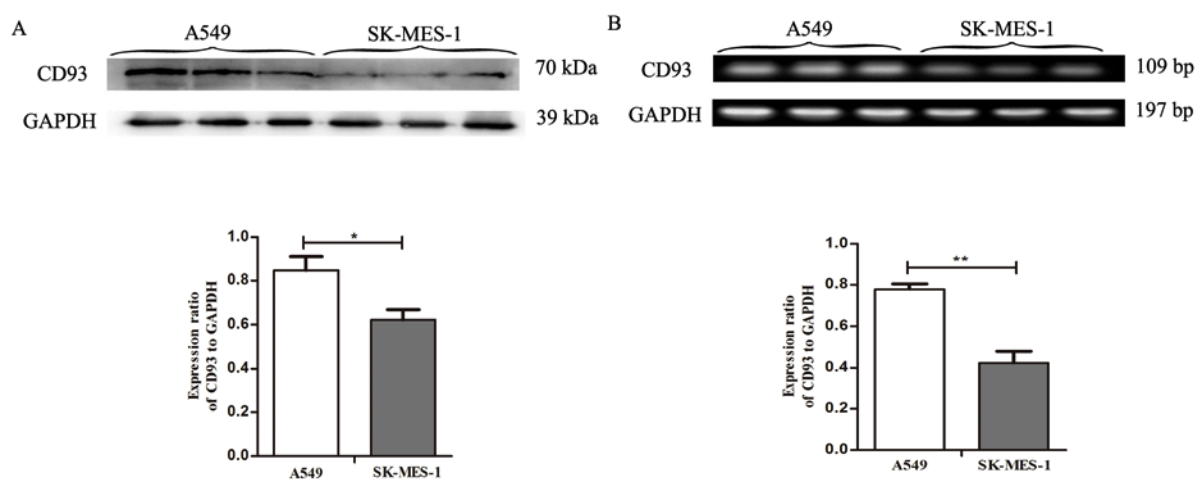 A
A549
SK-MES-1
CD93
70 kDa
GAPDH
39 kDa
B
A549
SK-MES-1
CD93
109 bp
GAPDH
197 bp
Expression ratio
of CD93 to GAPDH
1.0
0.8
0.6
0.4
0.2
0.0
*
A549
SK-MES-1
Expression ratio
of CD93 to GAPDH
1.0
0.8
0.6
0.4
0.2
0.0
**
A549
SK-MES-1